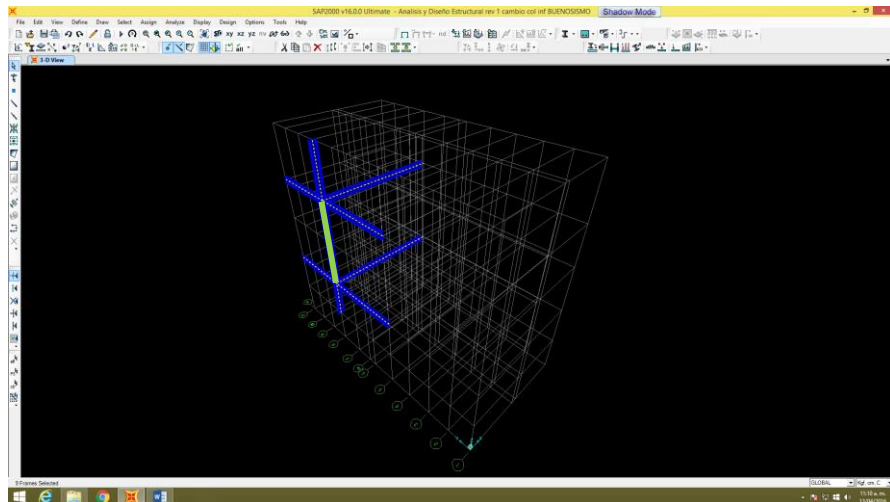 SAP2000 v16.0.0 Ultimate - Analisis y Diseño Estructural rev 1 cambio col inf BUENOSISMO Shadow Mode
File Edit View Define Draw Select Assign Analyze Display Design Options Tools Help
xy xz yz nv
3-D View
9 Frames Selected
GLOBAL Kgf, cm, C